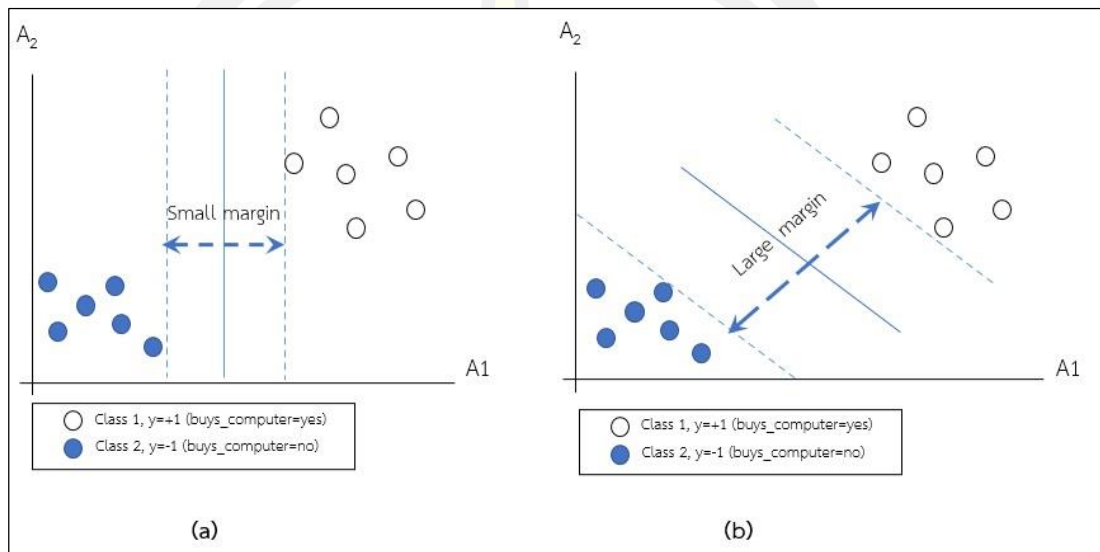 A2
Small margin
A1
Class 1, y=+1 (buys_computer=yes)
Class 2, y=-1 (buys_computer=no)
(a)
A2
Large margin
A1
Class 1, y=+1 (buys_computer=yes)
Class 2, y=-1 (buys_computer=no)
(b)